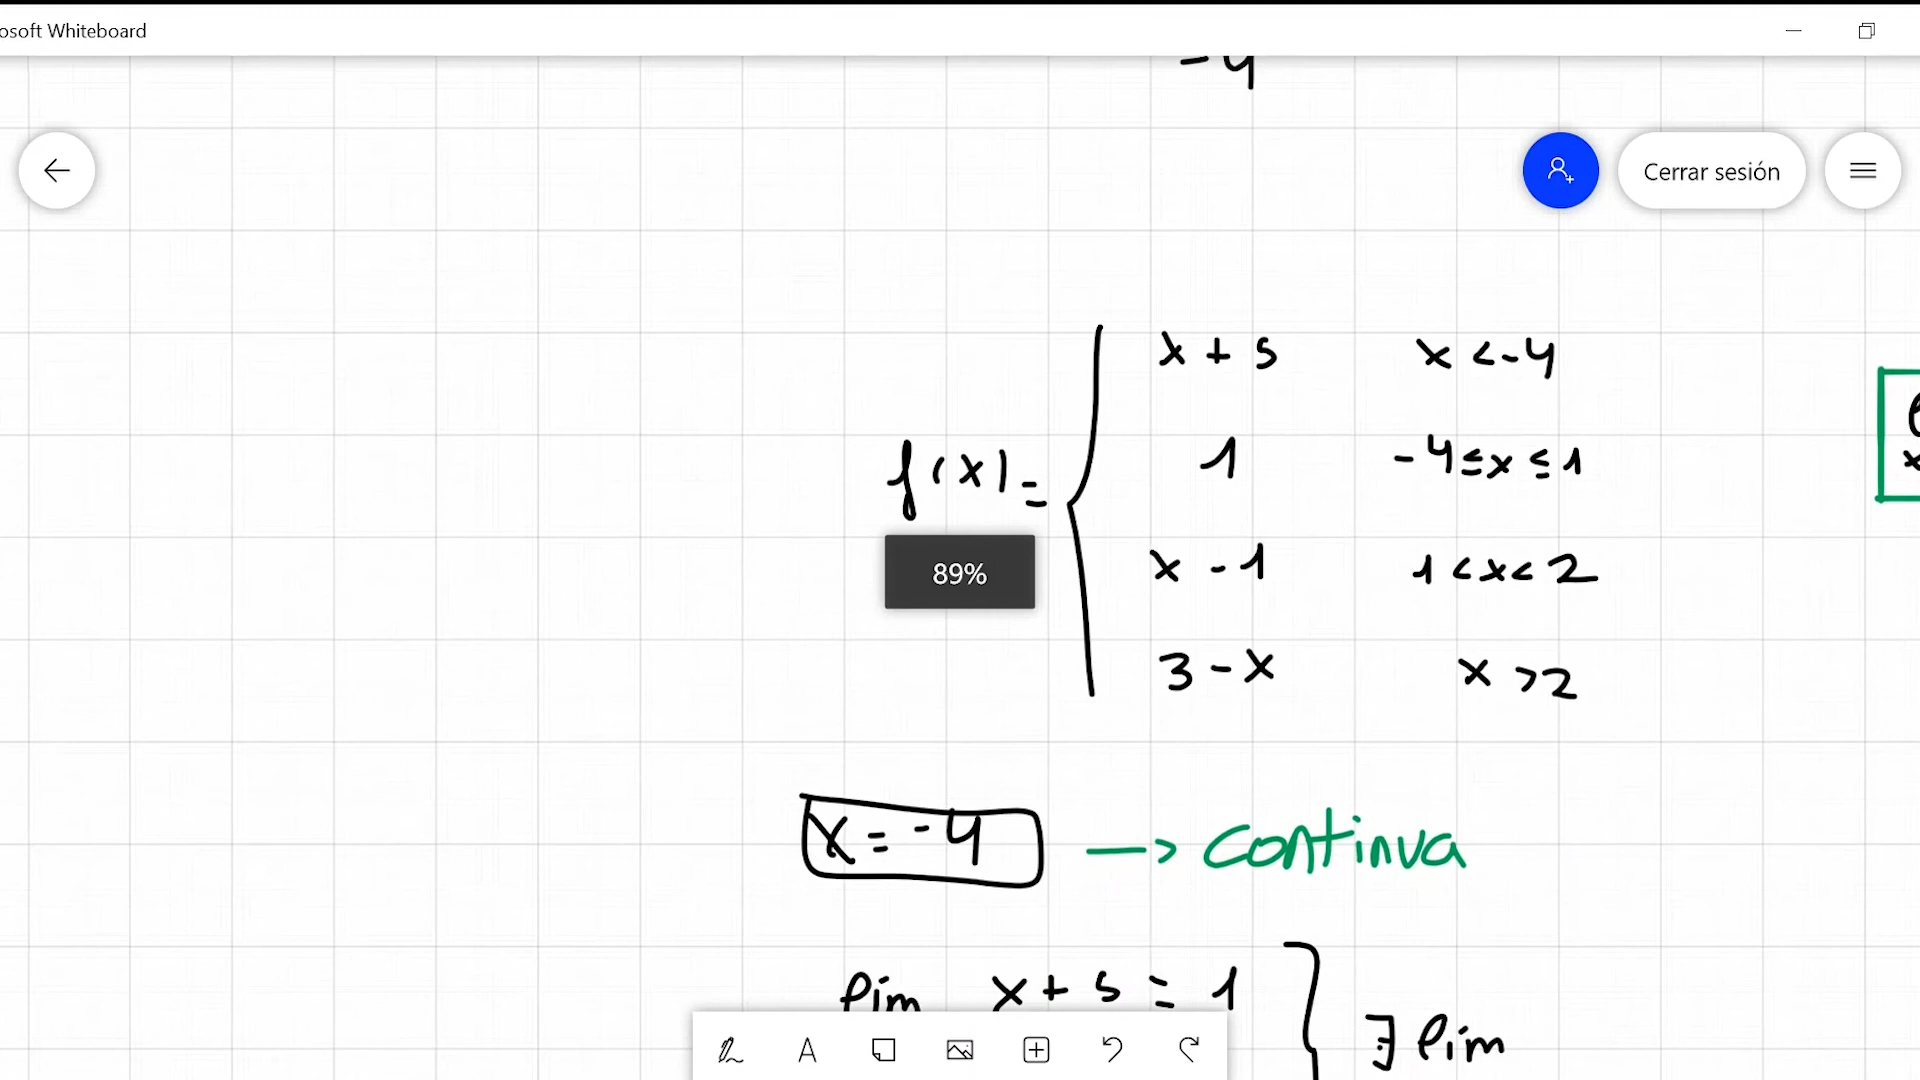 osoft Whiteboard
-4
Cerrar sesión
f(x)=
x + 5 x <-4
1 -4≤x≤1
x - 1 1<x<2
3 - x x >2
89%
x = -4 -> continua
lim x + 5 = 1
∃ lim
A